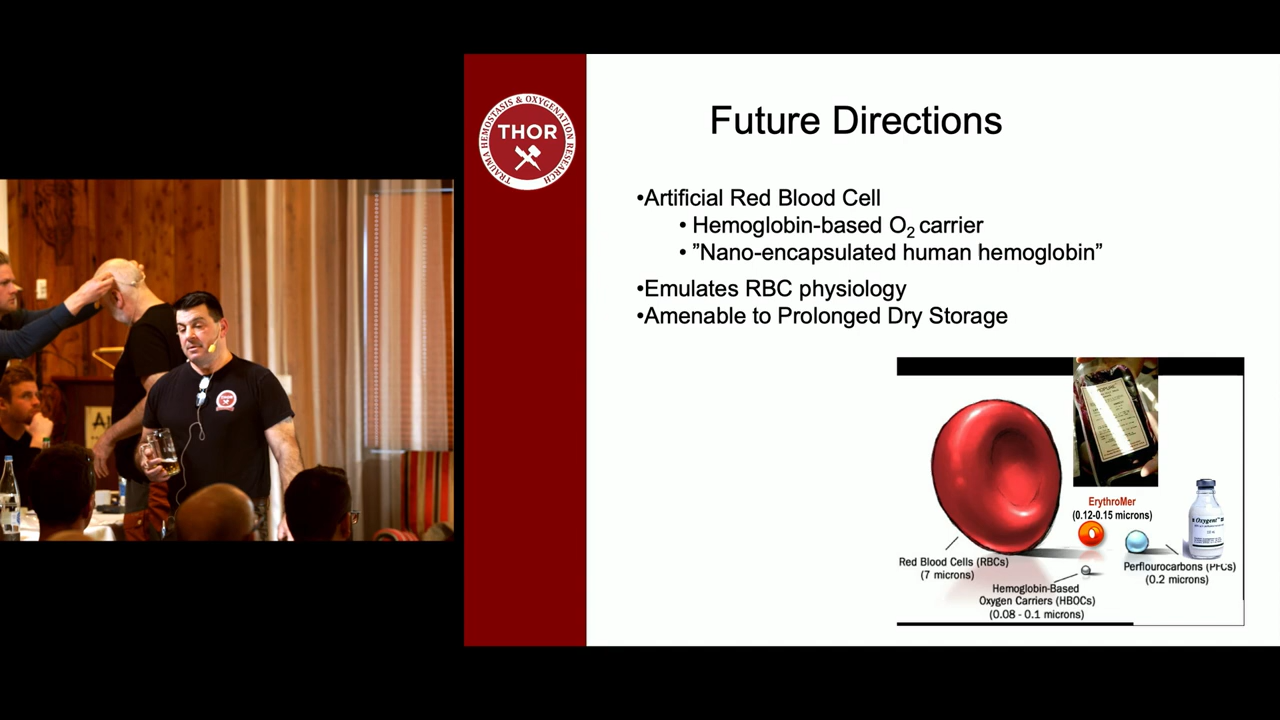 TRAUMA HEMOSTASIS & OXYGENATION RESEARCH
THOR
Future Directions
•Artificial Red Blood Cell
• Hemoglobin-based O₂ carrier
• ”Nano-encapsulated human hemoglobin”
•Emulates RBC physiology
•Amenable to Prolonged Dry Storage
ErythroMer
(0.12-0.15 microns)
Oxygent™
Red Blood Cells (RBCs)
(7 microns)
Perflourocarbons (PFCs)
(0.2 microns)
Hemoglobin-Based
Oxygen Carriers (HBOCs)
(0.08 - 0.1 microns)
THOR